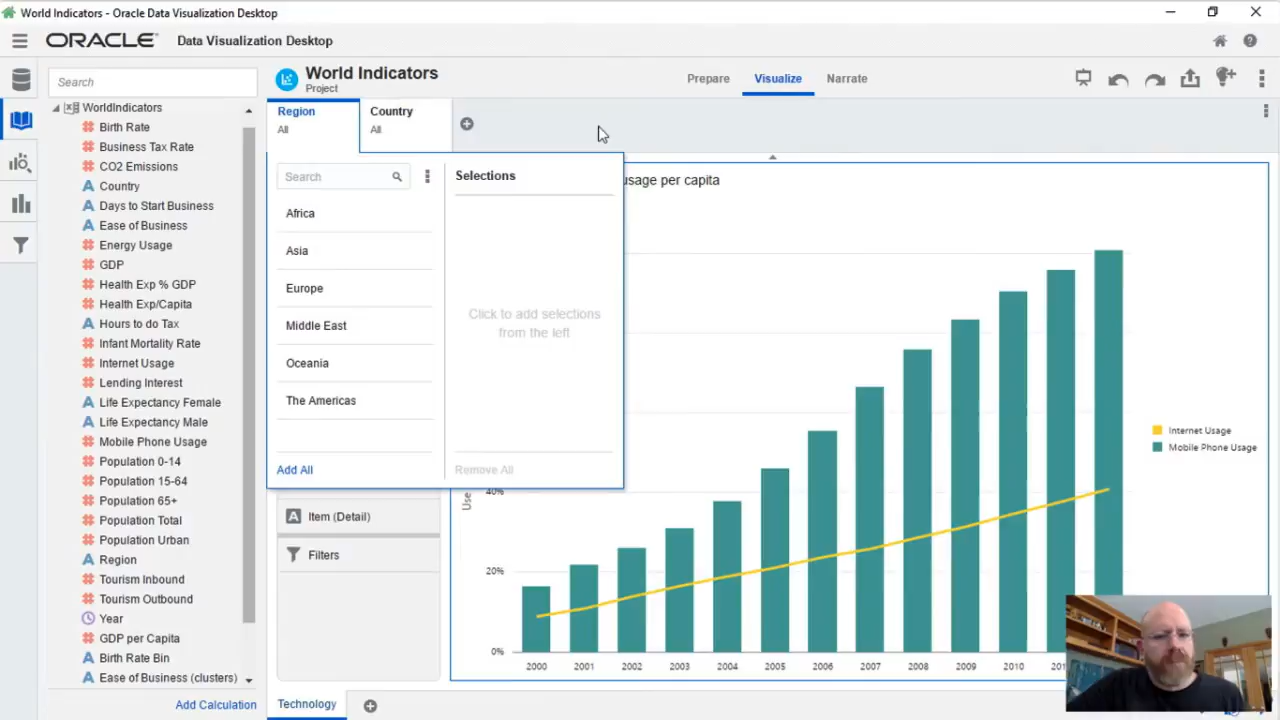 World Indicators - Oracle Data Visualization Desktop
ORACLE Data Visualization Desktop
Search
WorldIndicators
Birth Rate
Business Tax Rate
CO2 Emissions
Country
Days to Start Business
Ease of Business
Energy Usage
GDP
Health Exp % GDP
Health Exp/Capita
Hours to do Tax
Infant Mortality Rate
Internet Usage
Lending Interest
Life Expectancy Female
Life Expectancy Male
Mobile Phone Usage
Population 0-14
Population 15-64
Population 65+
Population Total
Population Urban
Region
Tourism Inbound
Tourism Outbound
Year
GDP per Capita
Birth Rate Bin
Ease of Business (clusters)
Add Calculation
World Indicators
Project
Prepare Visualize Narrate
Region
All
Country
All
Search
Africa
Asia
Europe
Middle East
Oceania
The Americas
Add All
Selections
Click to add selections
from the left
Remove All
Item (Detail)
Filters
usage per capita
40%
20%
0%
2000 2001 2002 2003 2004 2005 2006 2007 2008 2009 2010
Internet Usage
Mobile Phone Usage
Technology